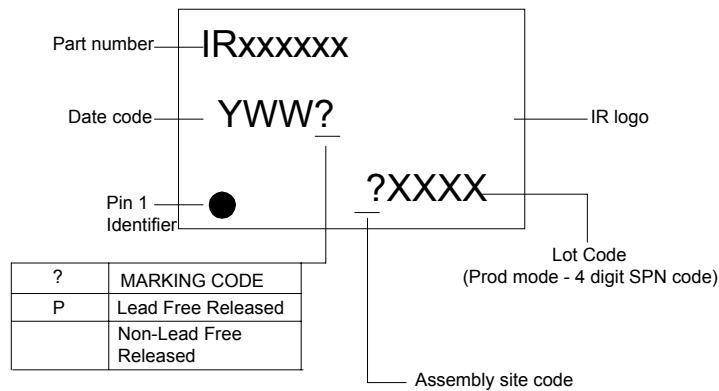 Part number
IRxxxxxx
Date code
YWW?
IR logo
?XXXX
Pin 1
Identifier
Lot Code
(Prod mode - 4 digit SPN code)
? MARKING CODE
P Lead Free Released
Non-Lead Free
Released
Assembly site code